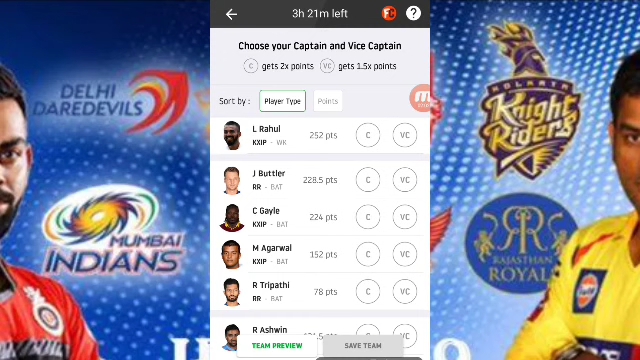 3h 21m left
FC
?
Choose your Captain and Vice Captain
C gets 2x points VC gets 1.5x points
Sort by : Player Type Points
L Rahul
KXIP - WK
252 pts C VC
J Buttler
RR - BAT
228.5 pts C VC
C Gayle
KXIP - BAT
224 pts C VC
M Agarwal
KXIP - BAT
152 pts C VC
R Tripathi
RR - BAT
78 pts C VC
R Ashwin
TEAM PREVIEW
SAVE TEAM
DELHI
DAREDEVILS
MUMBAI
INDIANS
KOLKATA
Knight
Riders
RAJASTHAN
ROYALS
Gulf